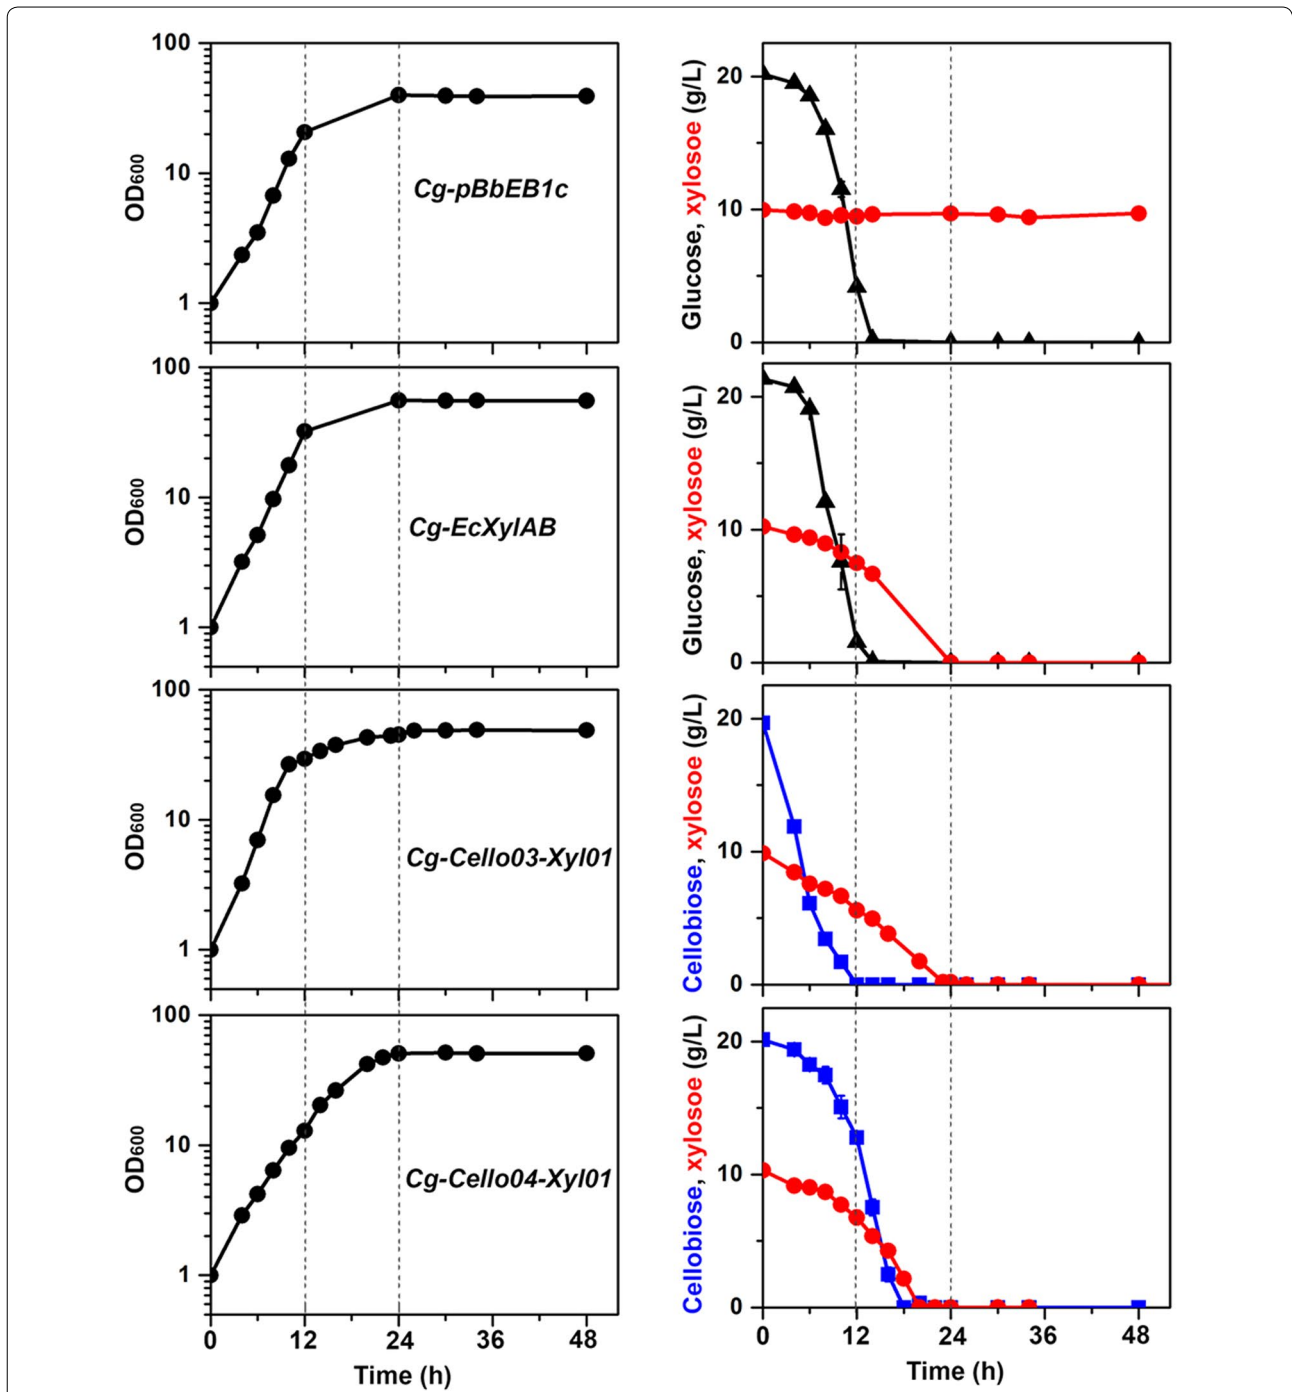 100
10
1
OD600
Cg-pBbEB1c
20
10
0
Glucose, xylosoe (g/L)
100
10
1
OD600
Cg-EcXylAB
20
10
0
Glucose, xylosoe (g/L)
100
10
1
OD600
Cg-Cello03-Xyl01
20
10
0
Cellobiose, xylosoe (g/L)
100
10
1
OD600
Cg-Cello04-Xyl01
0 12 24 36 48
Time (h)
20
10
0
Cellobiose, xylosoe (g/L)
0 12 24 36 48
Time (h)